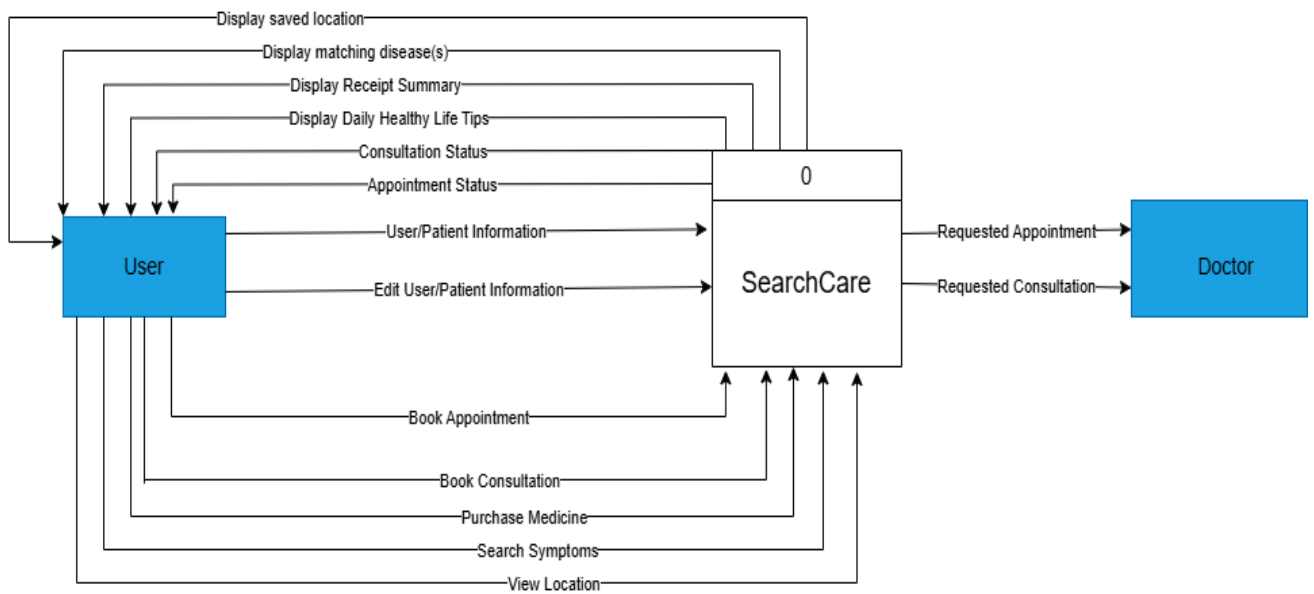 Display saved location
Display matching disease(s)
Display Receipt Summary
Display Daily Healthy Life Tips
Consultation Status
Appointment Status
0
User/Patient Information
Requested Appointment
User
SearchCare
Doctor
Edit User/Patient Information
Requested Consultation
Book Appointment
Book Consultation
Purchase Medicine
Search Symptoms
View Location